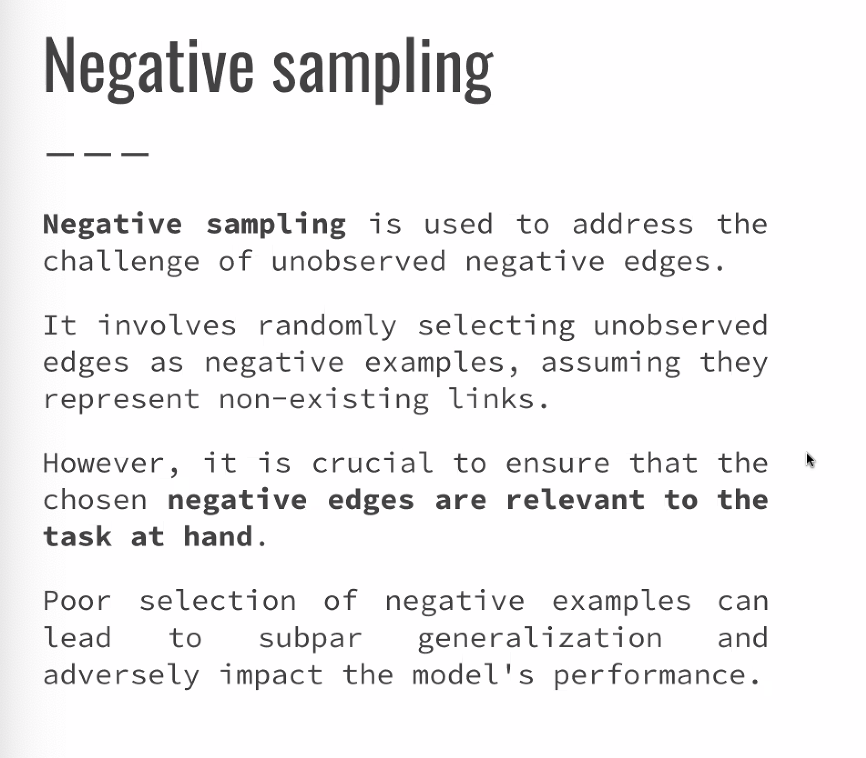 Negative sampling
———
Negative sampling is used to address the
challenge of unobserved negative edges.
It involves randomly selecting unobserved
edges as negative examples, assuming they
represent non-existing links.
However, it is crucial to ensure that the
chosen negative edges are relevant to the
task at hand.
Poor selection of negative examples can
lead to subpar generalization and
adversely impact the model's performance.